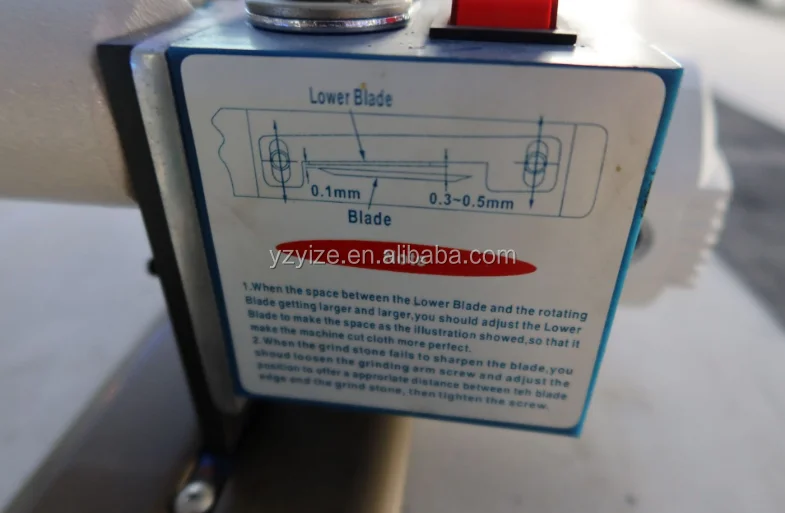 Lower Blade
0.1mm
0.3~0.5mm
Blade
yzyize.en.alibaba.com
1.When the space between the Lower Blade and the rotating
Blade getting larger and larger,you should adjust the Lower
Blade to make the space as the illustration showed,so that it
make the machine cut cloth more perfect.
2.When the grind stone fails to sharpen the blade,you
shoud loosen the grinding arm screw and adjust the
position to offer a approriate distance between teh blade
edge and the grind stone, then tighten the screw.